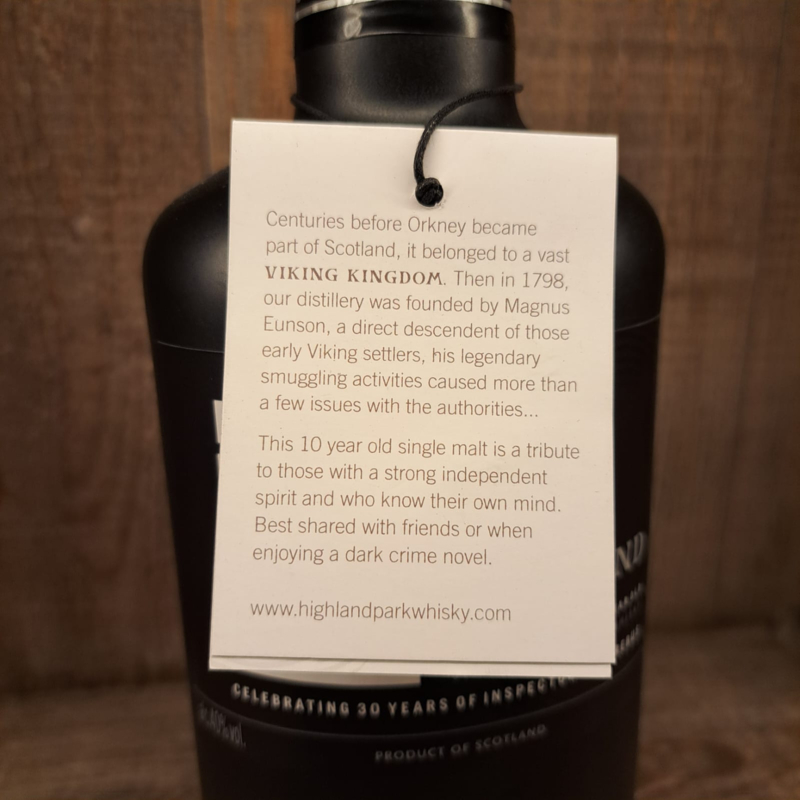 Centuries before Orkney became
part of Scotland, it belonged to a vast
VIKING KINGDOM. Then in 1798,
our distillery was founded by Magnus
Eunson, a direct descendent of those
early Viking settlers, his legendary
smuggling activities caused more than
a few issues with the authorities...
This 10 year old single malt is a tribute
to those with a strong independent
spirit and who know their own mind.
Best shared with friends or when
enjoying a dark crime novel.
www.highlandparkwhisky.com
CELEBRATING 30 YEARS OF
40% vol.
PRODUCT OF SCOTLAND